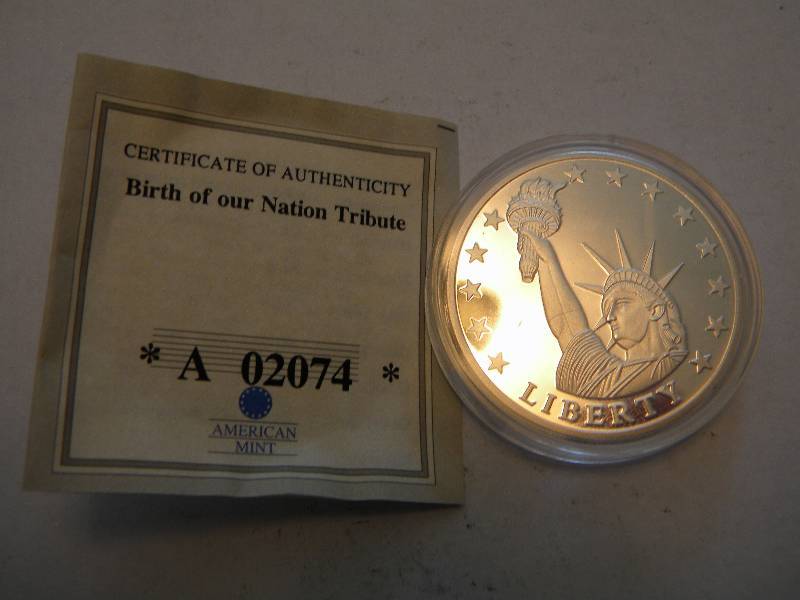 CERTIFICATE OF AUTHENTICITY
Birth of our Nation Tribute
* A 02074 *
AMERICAN
MINT
LIBERTY